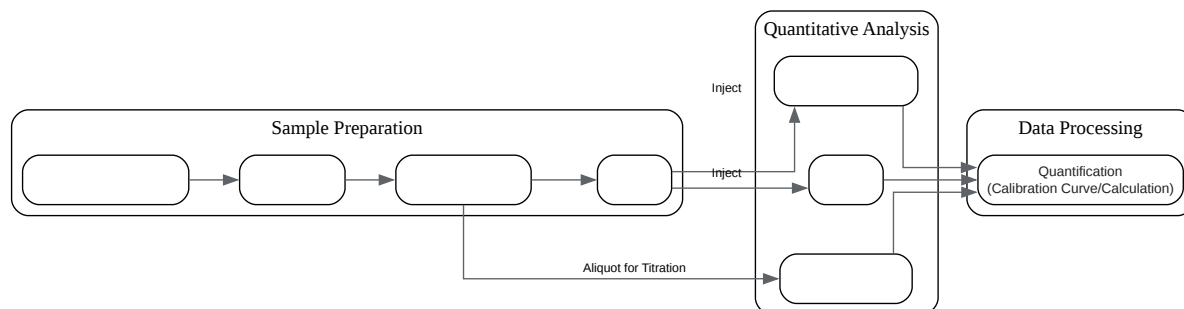 Quantitative Analysis
Inject
Sample Preparation
Data Processing
Inject
Quantification
(Calibration Curve/Calculation)
Aliquot for Titration